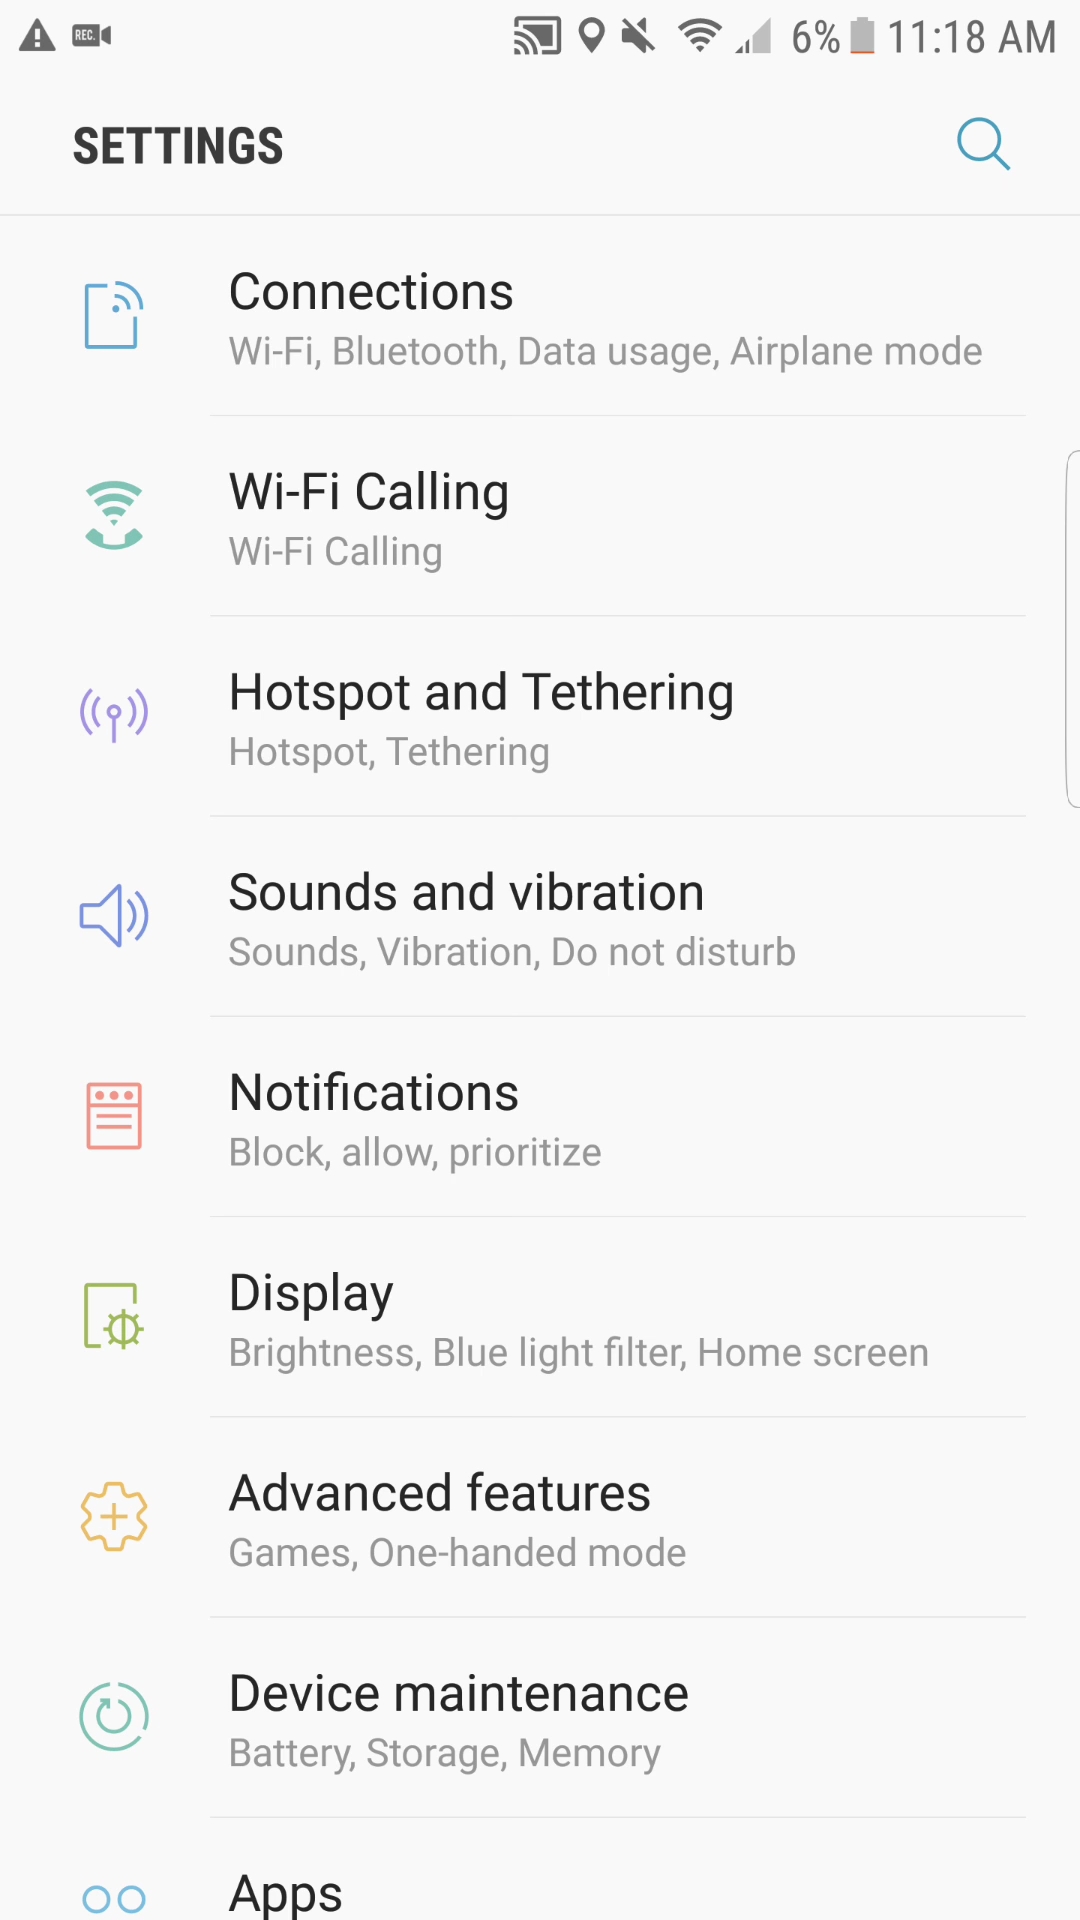 REC. 6% 11:18 AM
SETTINGS
Connections
Wi-Fi, Bluetooth, Data usage, Airplane mode
Wi-Fi Calling
Wi-Fi Calling
Hotspot and Tethering
Hotspot, Tethering
Sounds and vibration
Sounds, Vibration, Do not disturb
Notifications
Block, allow, prioritize
Display
Brightness, Blue light filter, Home screen
Advanced features
Games, One-handed mode
Device maintenance
Battery, Storage, Memory
Apps